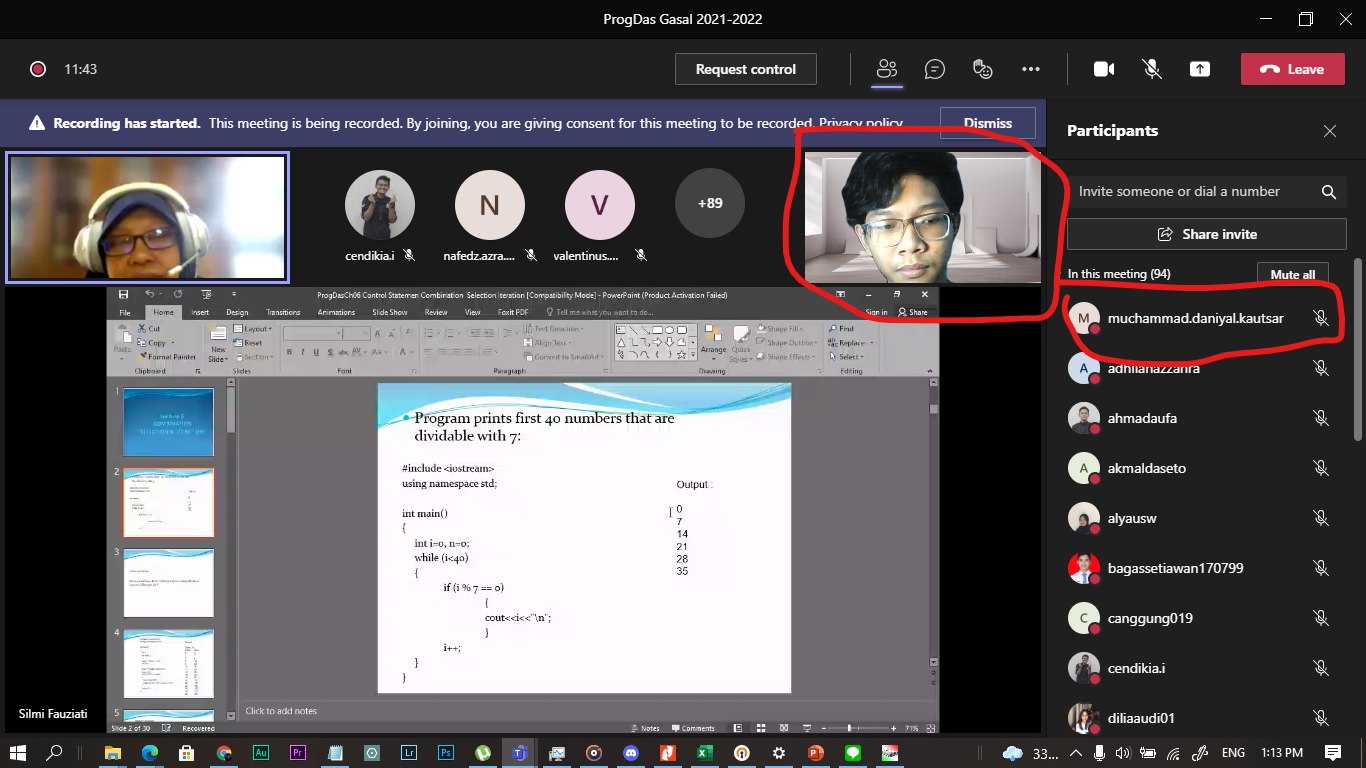 ProgDas Gasal 2021-2022
11:43
Request control
Leave
Recording has started. This meeting is being recorded. By joining, you are giving consent for this meeting to be recorded. Privacy policy
Dismiss
Participants
Invite someone or dial a number
Share invite
In this meeting (94)
Mute all
N
V
+89
cendikia.i
nafedz.azra....
valentinus....
M
muchammad.daniyal.kautsar
A
adhilahazzahra
ahmadaufa
A
akmaldaseto
alyausw
bagassetiawan170799
C
canggung019
cendikia.i
diliaaudi01
ProgDasCh06 Control Statemen Combination Selection Iteration [Compatibility Mode] - PowerPoint (Product Activation Failed)
File
Home
Insert
Design
Transitions
Animations
Slide Show
Review
View
Foxit PDF
Tell me what you want to do...
Sign in
Share
Paste
Cut
Copy
Format Painter
Clipboard
New
Slide
Layout
Reset
Section
Slides
Font
Text Direction
Align Text
Convert to SmartArt
Paragraph
Arrange
Quick
Styles
Shape Fill
Shape Outline
Shape Effects
Drawing
Find
Replace
Select
Editing
1
2
3
4
5
Program prints first 40 numbers that are
dividable with 7:
#include <iostream>
using namespace std;
int main()
{
int i=0, n=0;
while (i<40)
{
if (i % 7 == 0)
{
cout<<i<<"\n";
}
i++;
}
}
Output :
0
7
14
21
28
35
Click to add notes
Silmi Fauziati
Slide 2 of 30
Recovered
Notes
Comments
71%
33...
ENG
1:13 PM